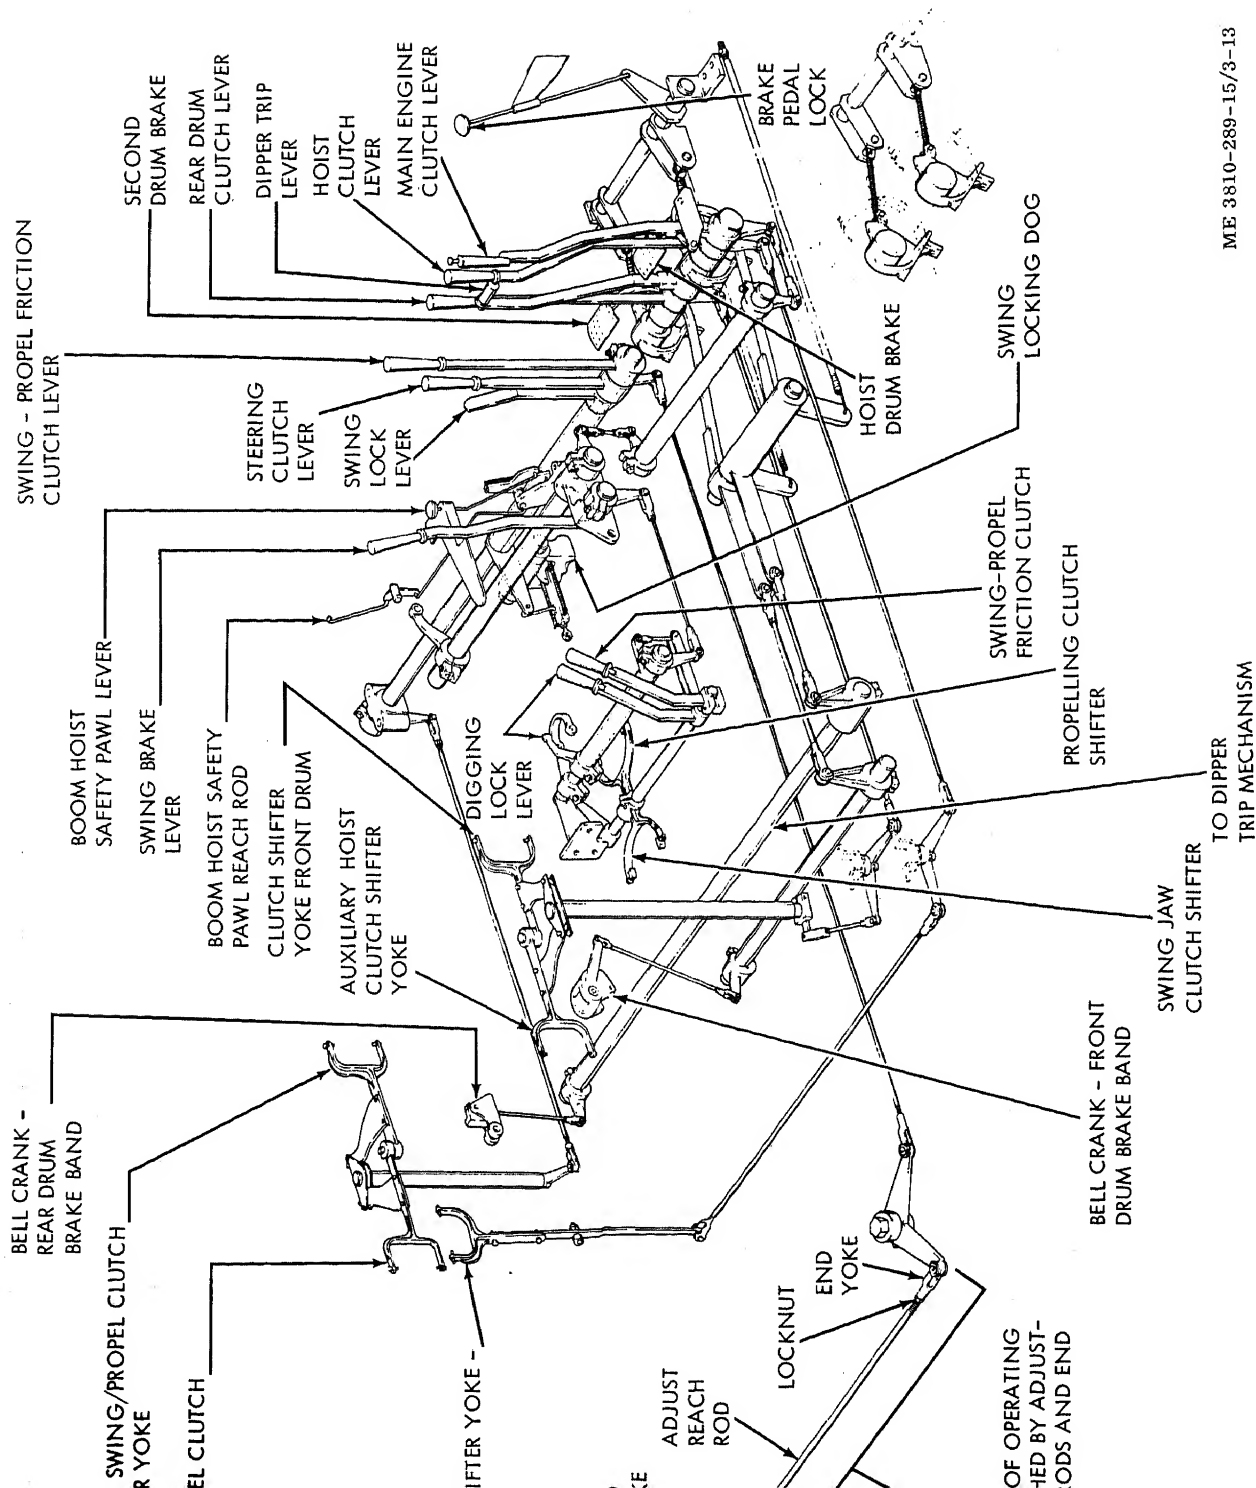 SECOND
DRUM BRAKE
REAR DRUM
CLUTCH LEVER
DIPPER TRIP
LEVER
HOIST
CLUTCH
LEVER
MAIN ENGINE
CLUTCH LEVER
BRAKE
PEDAL
LOCK
ME 3810-289-15/3-13
SWING - PROPEL FRICTION
CLUTCH LEVER
STEERING
CLUTCH
LEVER
SWING
LOCK
LEVER
HOIST
DRUM BRAKE
SWING
LOCKING DOG
BOOM HOIST
SAFETY PAWL LEVER
SWING BRAKE
LEVER
BOOM HOIST SAFETY
PAWL REACH ROD
CLUTCH SHIFTER
YOKE FRONT DRUM
AUXILIARY HOIST
CLUTCH SHIFTER
YOKE
DIGGING
LOCK
LEVER
SWING-PROPEL
FRICTION CLUTCH
PROPELLING CLUTCH
SHIFTER
TO DIPPER
TRIP MECHANISM
SWING JAW
CLUTCH SHIFTER
BELL CRANK -
REAR DRUM
BRAKE BAND
BELL CRANK - FRONT
DRUM BRAKE BAND
SWING/PROPEL CLUTCH
R YOKE
EL CLUTCH
IFTER YOKE -
ADJUST
REACH
ROD
LOCKNUT
END
YOKE
OF OPERATING
HED BY ADJUST-
RODS AND END